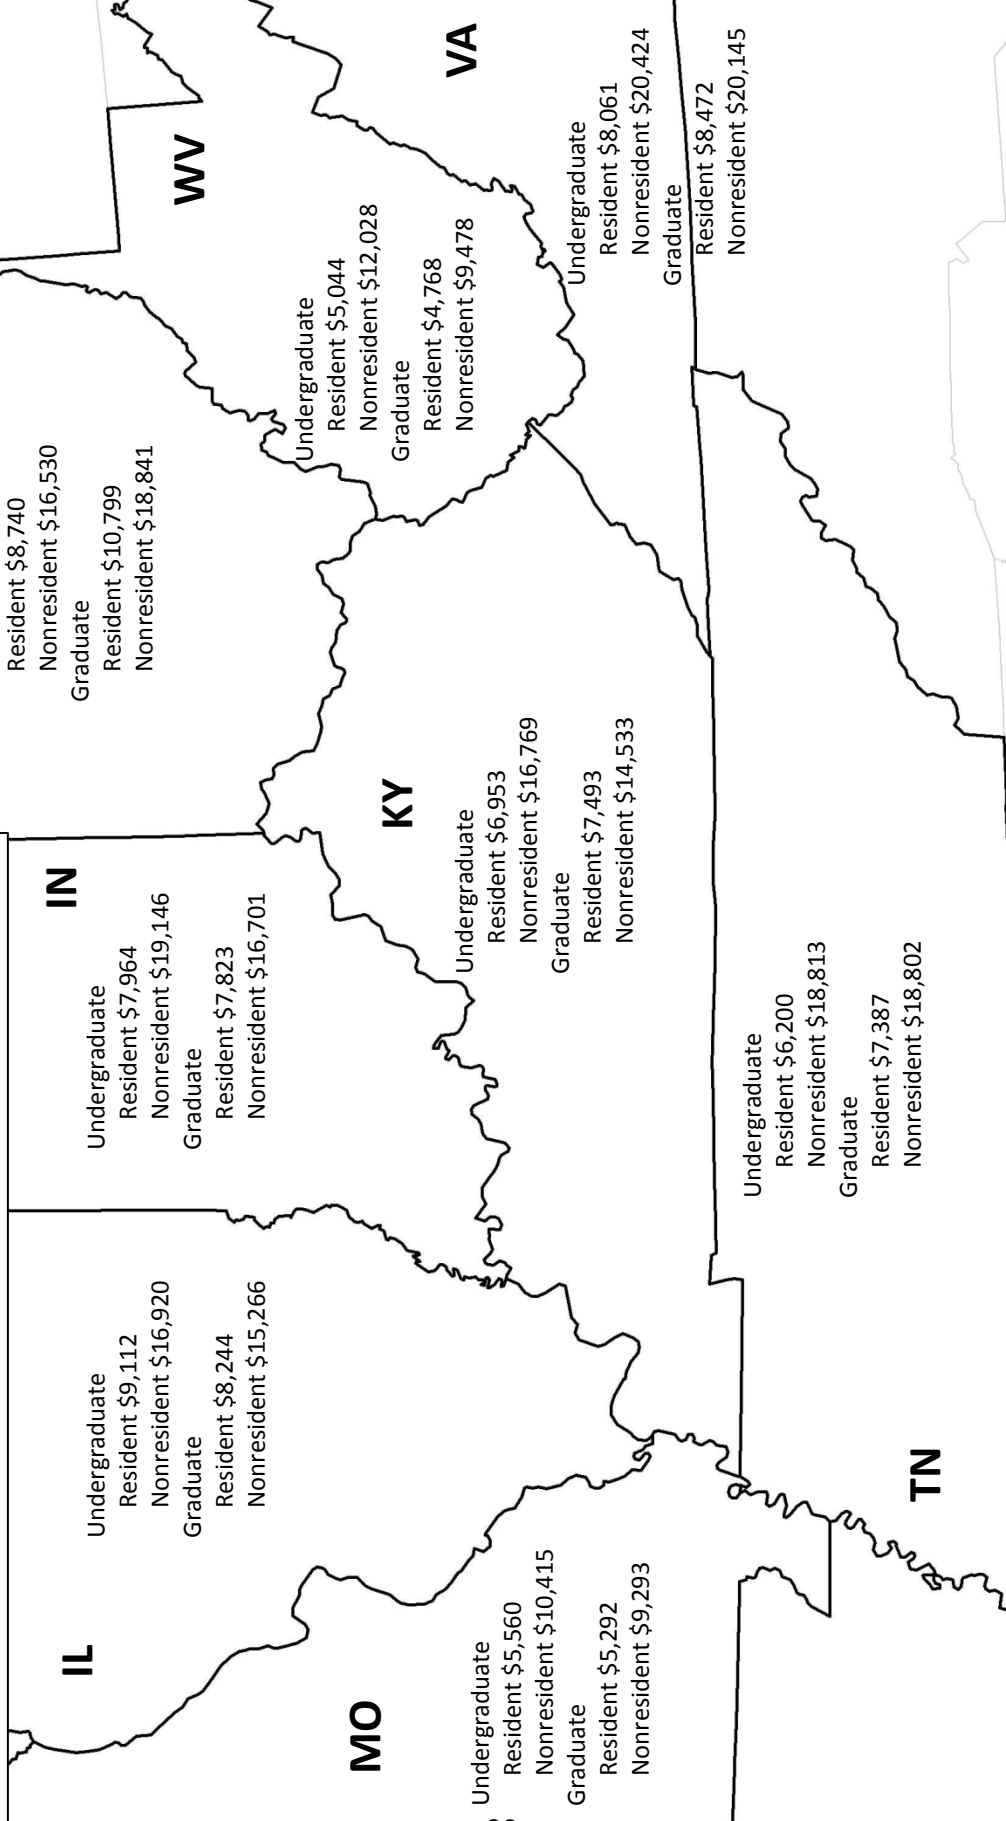 IL
Undergraduate
Resident $9,112
Nonresident $16,920
Graduate
Resident $8,244
Nonresident $15,266
IN
Undergraduate
Resident $7,964
Nonresident $19,146
Graduate
Resident $7,823
Nonresident $16,701
Resident $8,740
Nonresident $16,530
Graduate
Resident $10,799
Nonresident $18,841
WV
Undergraduate
Resident $5,044
Nonresident $12,028
Graduate
Resident $4,768
Nonresident $9,478
MO
Undergraduate
Resident $5,560
Nonresident $10,415
Graduate
Resident $5,292
Nonresident $9,293
KY
Undergraduate
Resident $6,953
Nonresident $16,769
Graduate
Resident $7,493
Nonresident $14,533
VA
Undergraduate
Resident $8,061
Nonresident $20,424
Graduate
Resident $8,472
Nonresident $20,145
Undergraduate
Resident $6,200
Nonresident $18,813
Graduate
Resident $7,387
Nonresident $18,802
TN